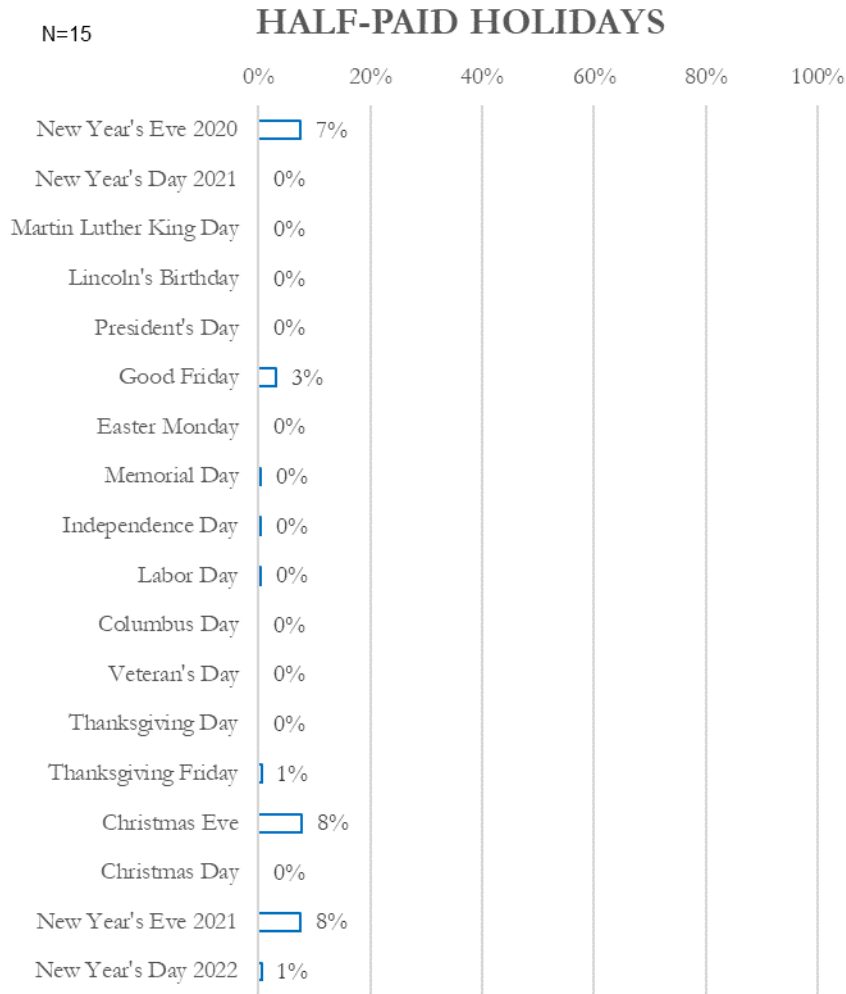 N=15
HALF-PAID HOLIDAYS
0% 20% 40% 60% 80% 100%
New Year's Eve 2020 7%
New Year's Day 2021 0%
Martin Luther King Day 0%
Lincoln's Birthday 0%
President's Day 0%
Good Friday 3%
Easter Monday 0%
Memorial Day 0%
Independence Day 0%
Labor Day 0%
Columbus Day 0%
Veteran's Day 0%
Thanksgiving Day 0%
Thanksgiving Friday 1%
Christmas Eve 8%
Christmas Day 0%
New Year's Eve 2021 8%
New Year's Day 2022 1%